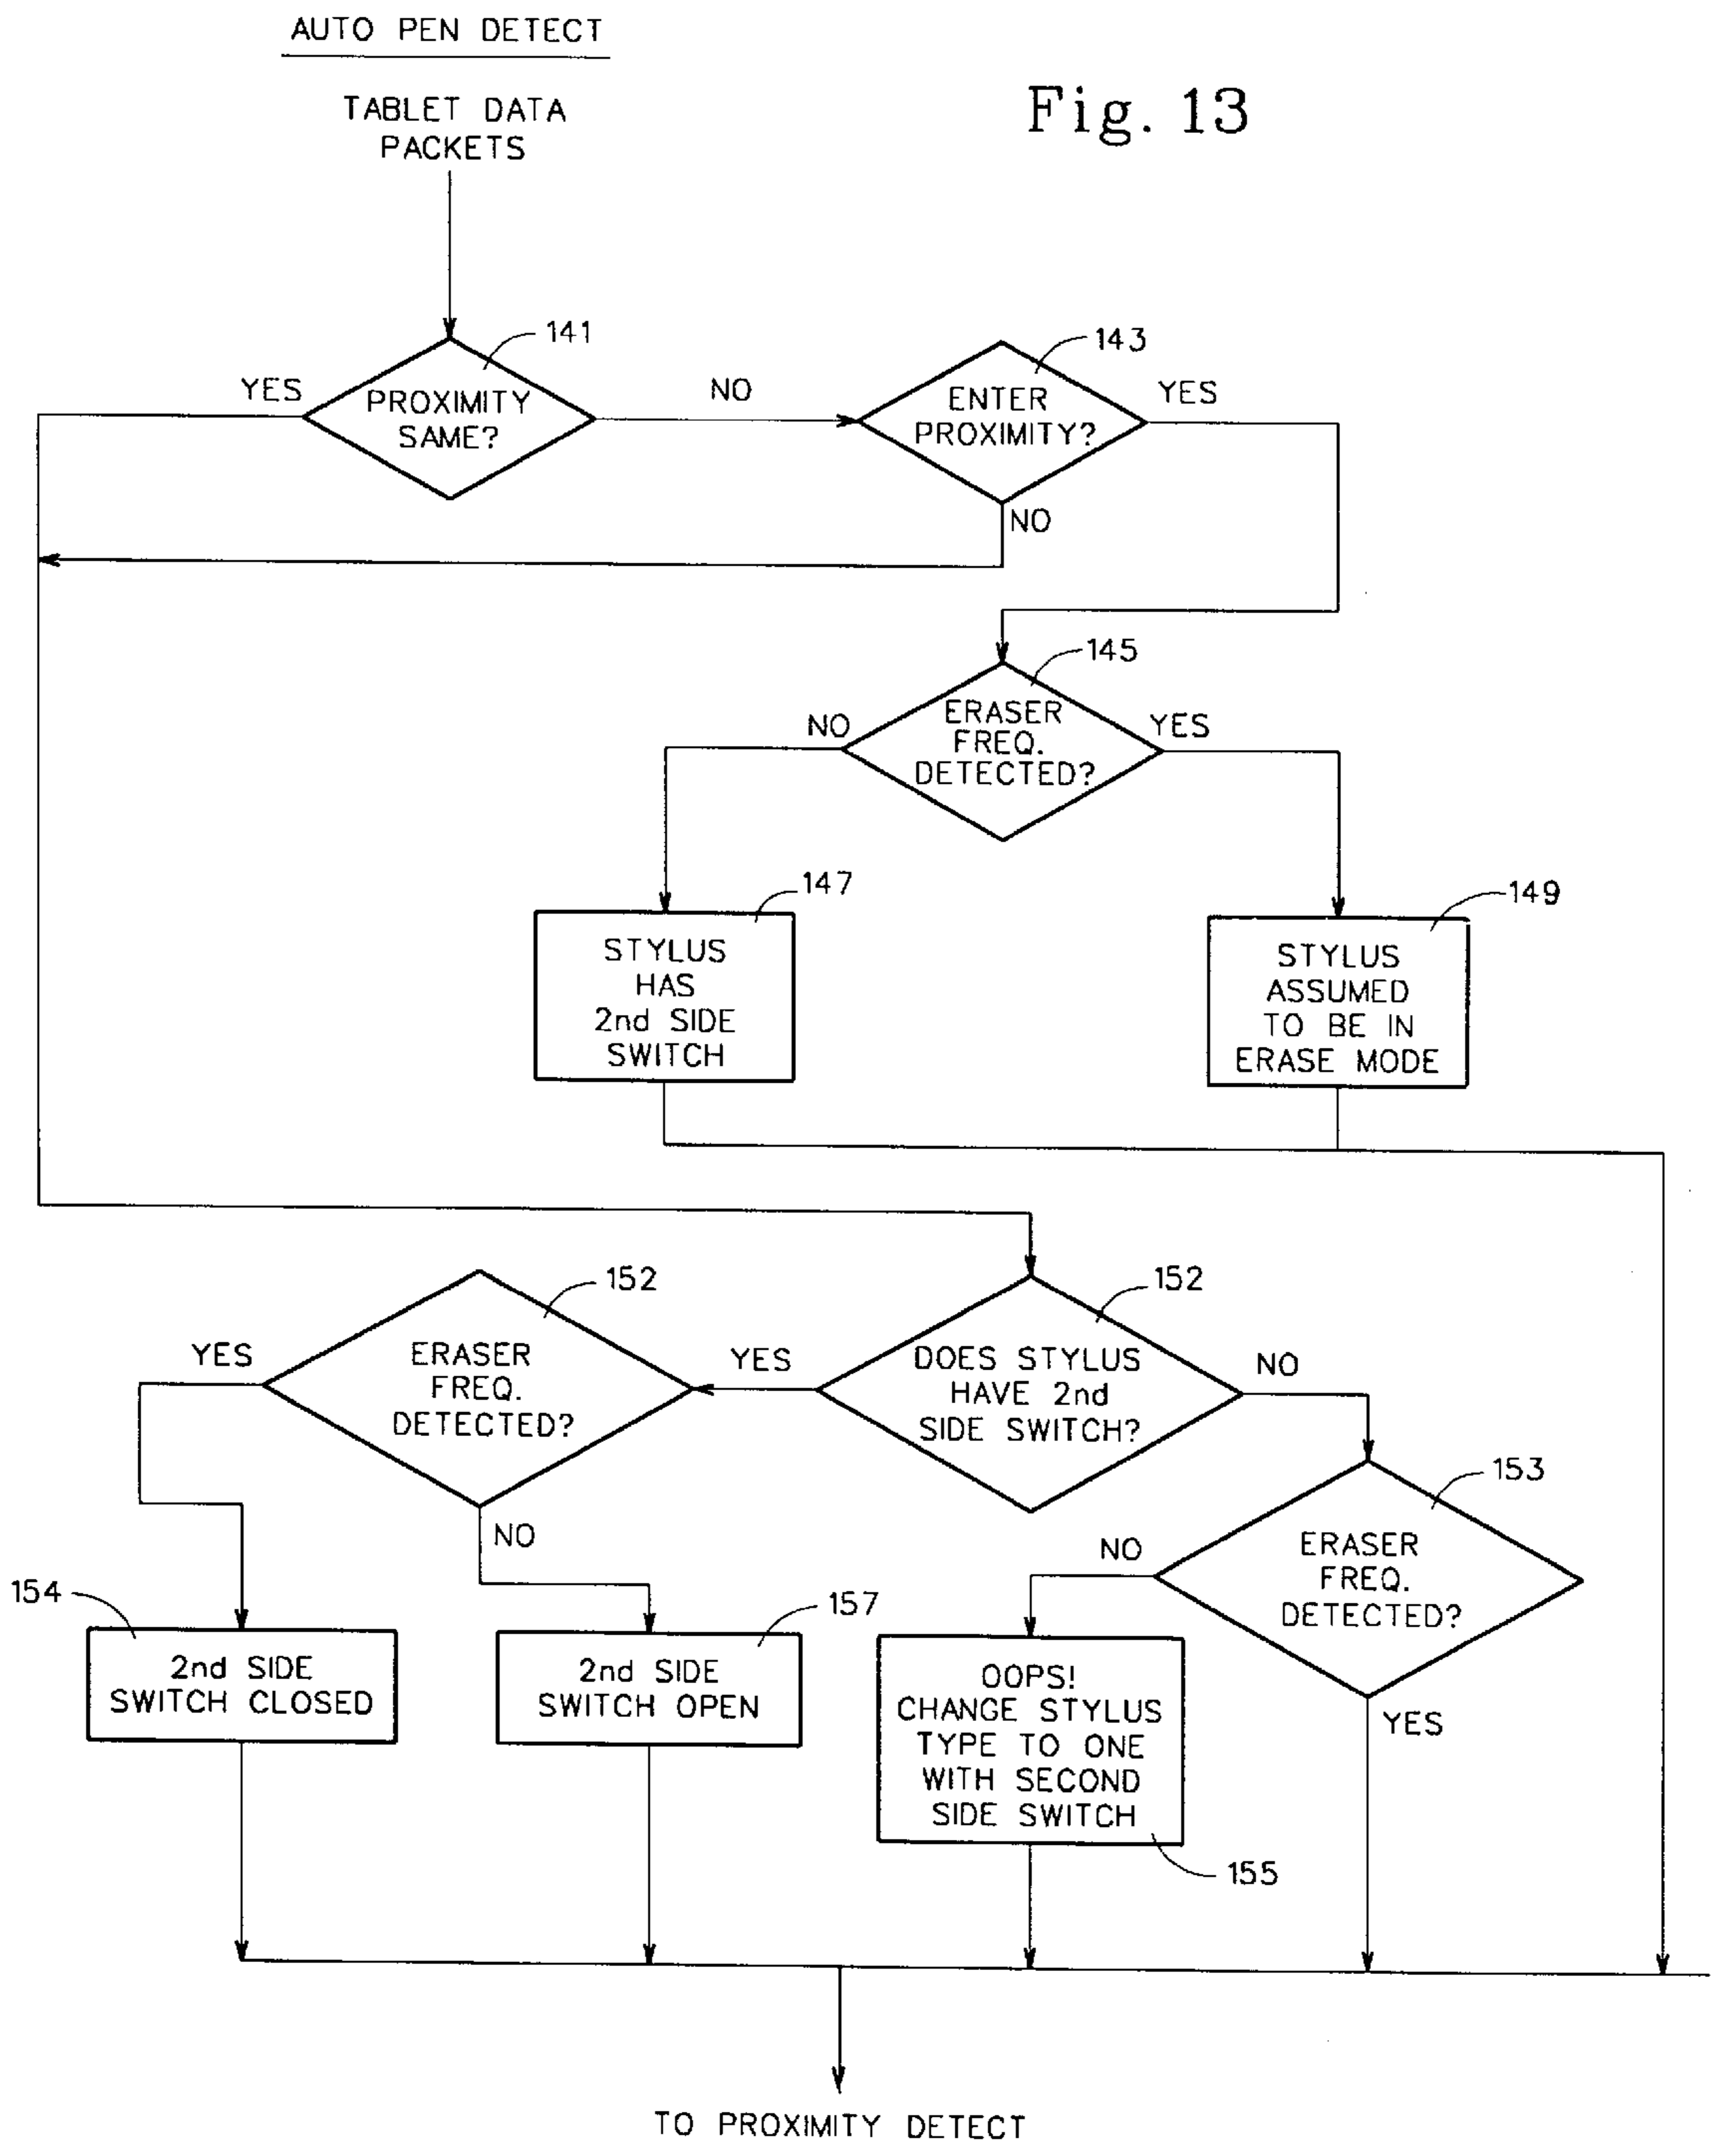 AUTO PEN DETECT
TABLET DATA
PACKETS
Fig. 13
141
PROXIMITY
SAME?
YES
NO
143
ENTER
PROXIMITY?
YES
NO
145
ERASER
FREQ.
DETECTED?
NO
YES
147
STYLUS
HAS
2nd SIDE
SWITCH
149
STYLUS
ASSUMED
TO BE IN
ERASE MODE
152
ERASER
FREQ.
DETECTED?
YES
NO
152
DOES STYLUS
HAVE 2nd
SIDE SWITCH?
YES
NO
153
ERASER
FREQ.
DETECTED?
NO
YES
154
2nd SIDE
SWITCH CLOSED
157
2nd SIDE
SWITCH OPEN
OOPS!
CHANGE STYLUS
TYPE TO ONE
WITH SECOND
SIDE SWITCH
155
TO PROXIMITY DETECT